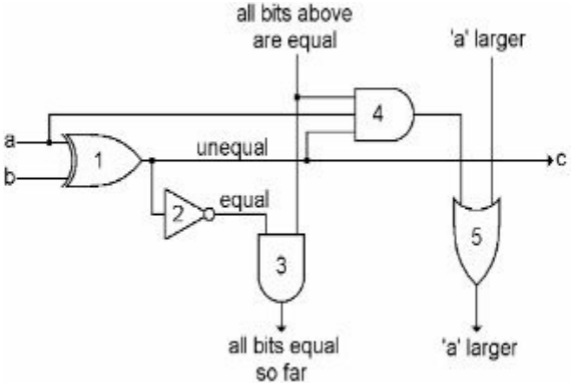 all bits above
are equal
'a' larger
a
b
1
unequal
c
4
2
equal
3
5
all bits equal
so far
'a' larger